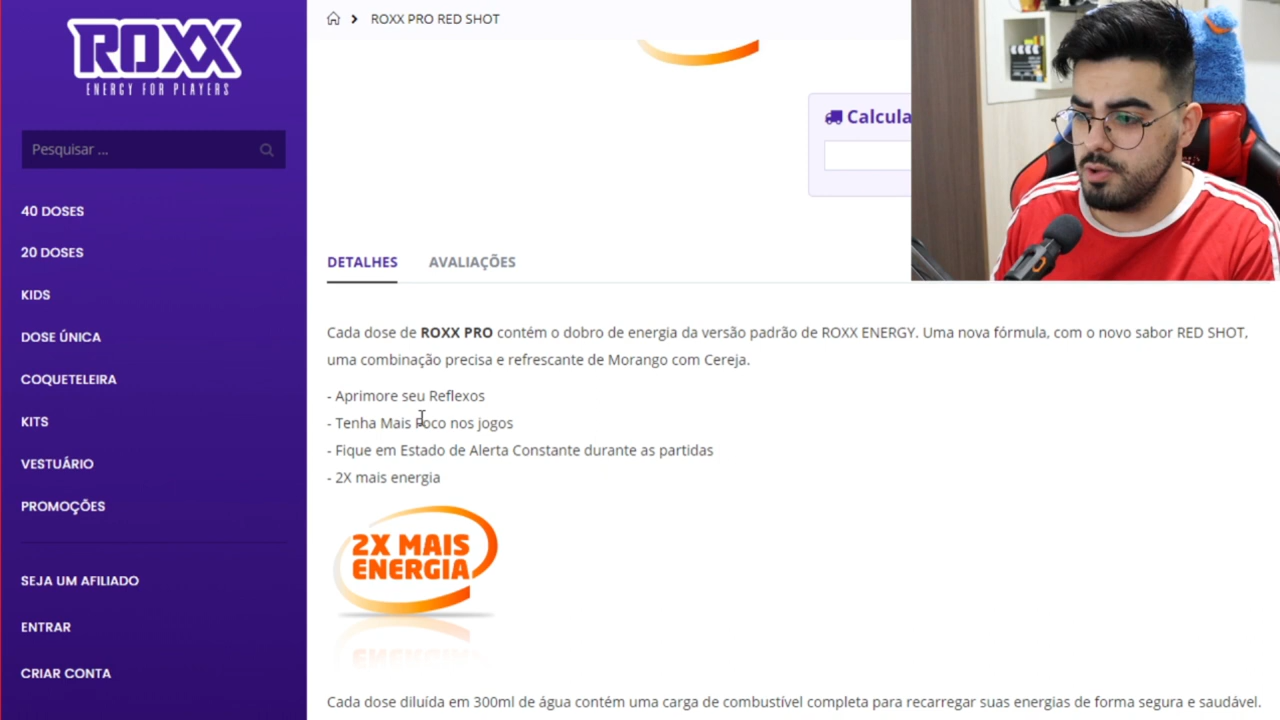 ROXX
ENERGY FOR PLAYERS
Pesquisar ...
40 DOSES
20 DOSES
KIDS
DOSE ÚNICA
COQUETELEIRA
KITS
VESTUÁRIO
PROMOÇÕES
SEJA UM AFILIADO
ENTRAR
CRIAR CONTA
ROXX PRO RED SHOT
Calcula
DETALHES AVALIAÇÕES
Cada dose de ROXX PRO contém o dobro de energia da versão padrão de ROXX ENERGY. Uma nova fórmula, com o novo sabor RED SHOT,
uma combinação precisa e refrescante de Morango com Cereja.
- Aprimore seu Reflexos
- Tenha Mais Foco nos jogos
- Fique em Estado de Alerta Constante durante as partidas
- 2X mais energia
2X MAIS
ENERGIA
Cada dose diluída em 300ml de água contém uma carga de combustível completa para recarregar suas energias de forma segura e saudável.